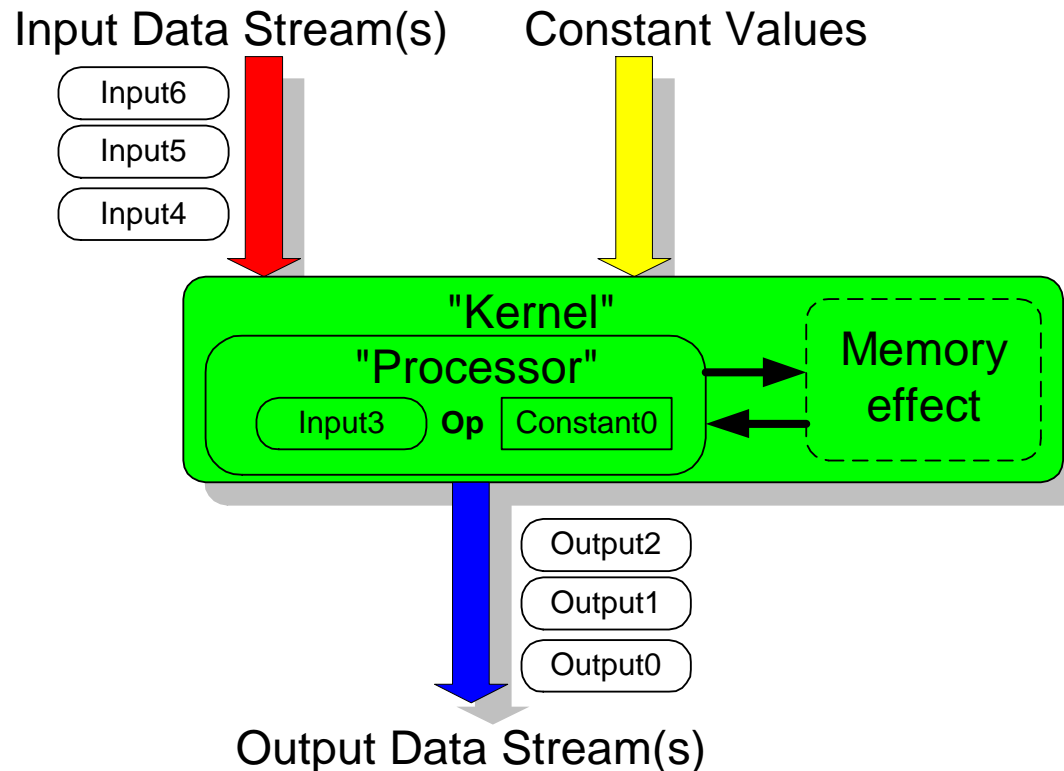 Input Data Stream(s) Constant Values
Input6
Input5
Input4
"Kernel"
"Processor"
Input3 Op Constant0
Memory
effect
Output2
Output1
Output0
Output Data Stream(s)